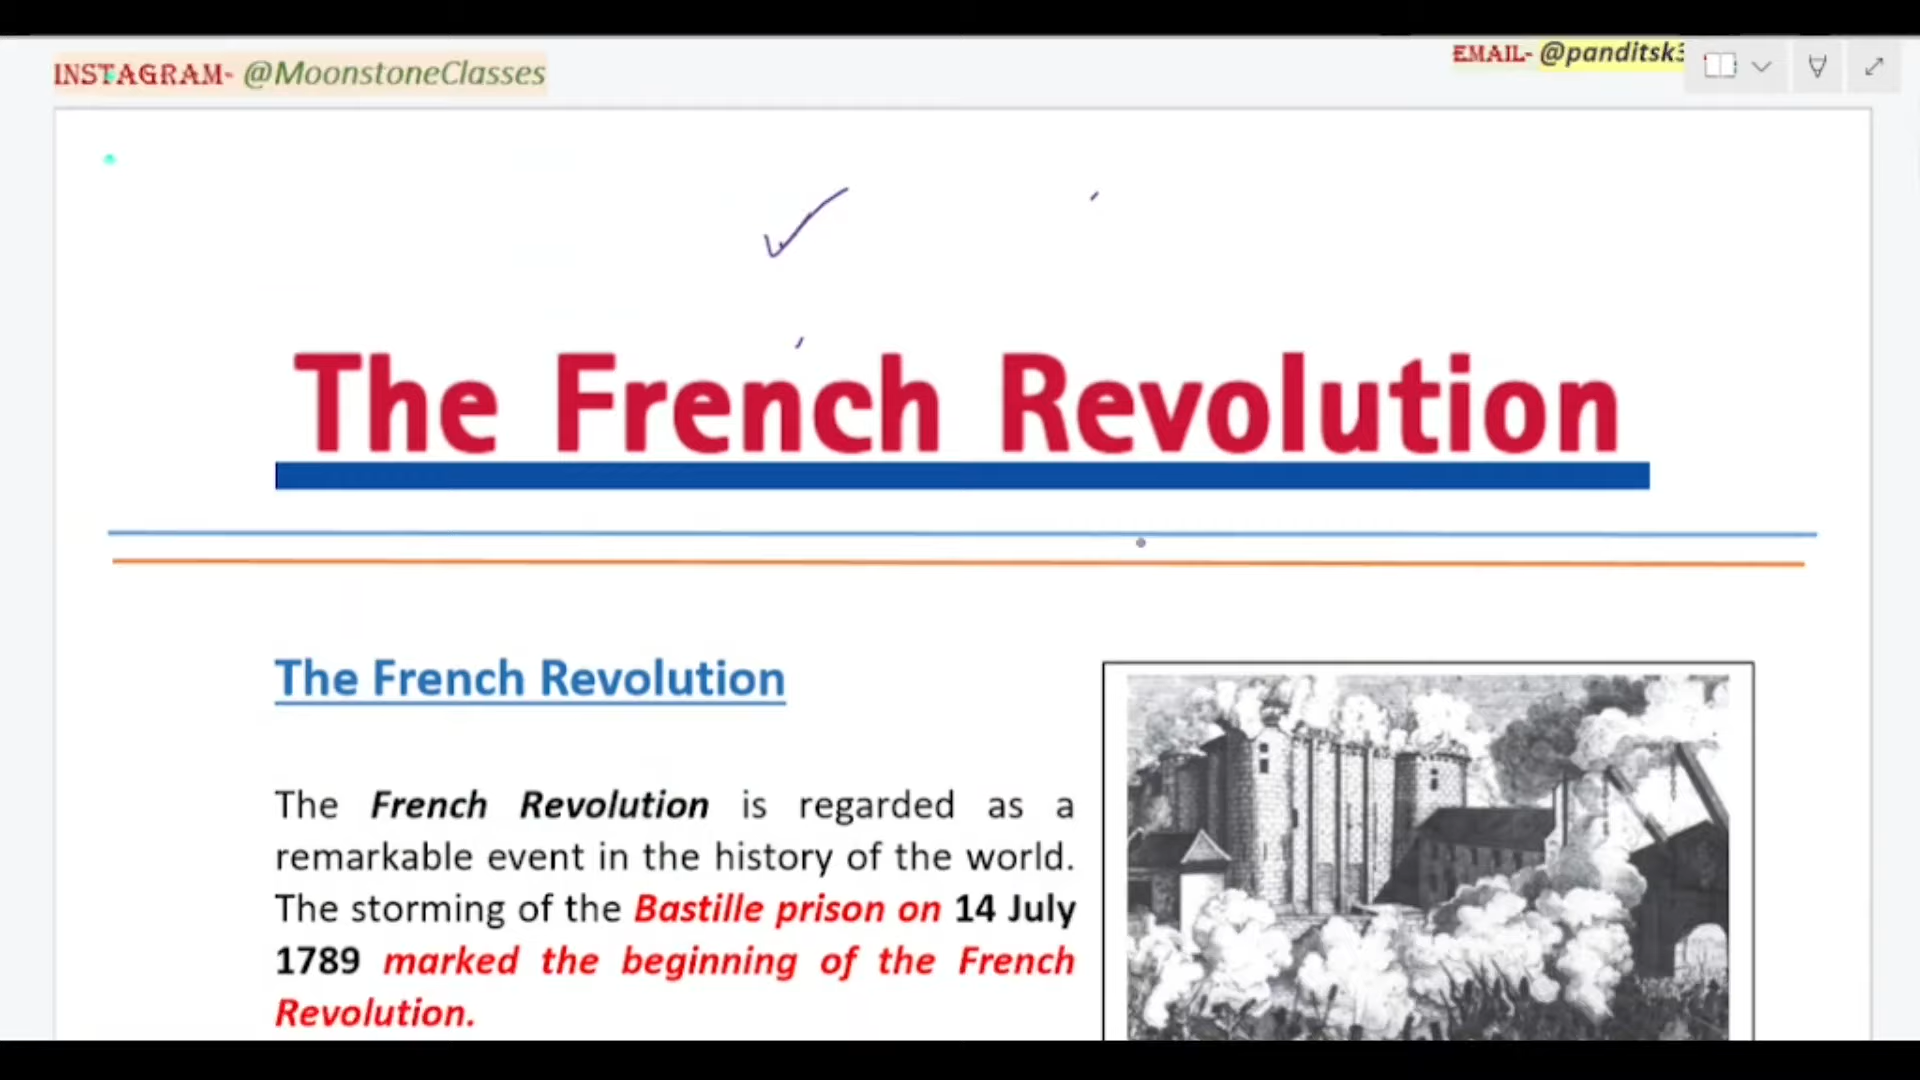 INSTAGRAM- @MoonstoneClasses
EMAIL- @panditsk3
The French Revolution
The French Revolution
The French Revolution is regarded as a
remarkable event in the history of the world.
The storming of the Bastille prison on 14 July
1789 marked the beginning of the French
Revolution.